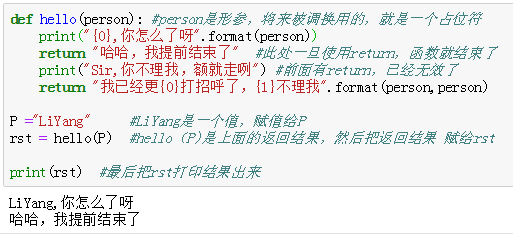 def hello(person): #person是形参，将来被调换用的，就是一个占位符
    print("{0},你怎么了呀".format(person))
    return "哈哈，我提前结束了" #此处一旦使用return，函数就结束了
    print("Sir,你不理我，额就走咧") #前面有return，已经无效了
    return "我已经更{0}打招呼了，{1}不理我".format(person,person)
P ="LiYang" #LiYang是一个值，赋值给P
rst = hello(P) #hello（P)是上面的返回结果，然后把返回结果 赋给rst
print(rst) #最后把rst打印结果出来
LiYang,你怎么了呀
哈哈，我提前结束了